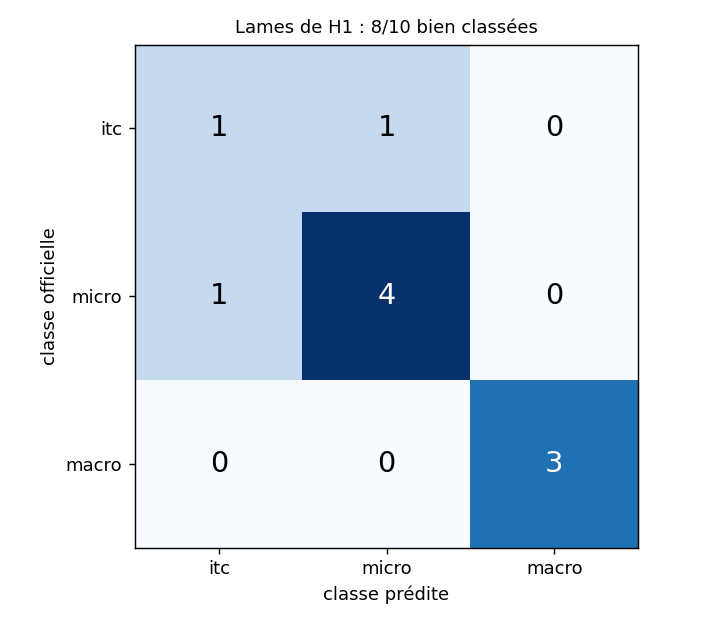 Lames de H1 : 8/10 bien classées
itc
1 1 0
classe officielle
micro
1 4 0
macro
0 0 3
itc micro macro
classe prédite